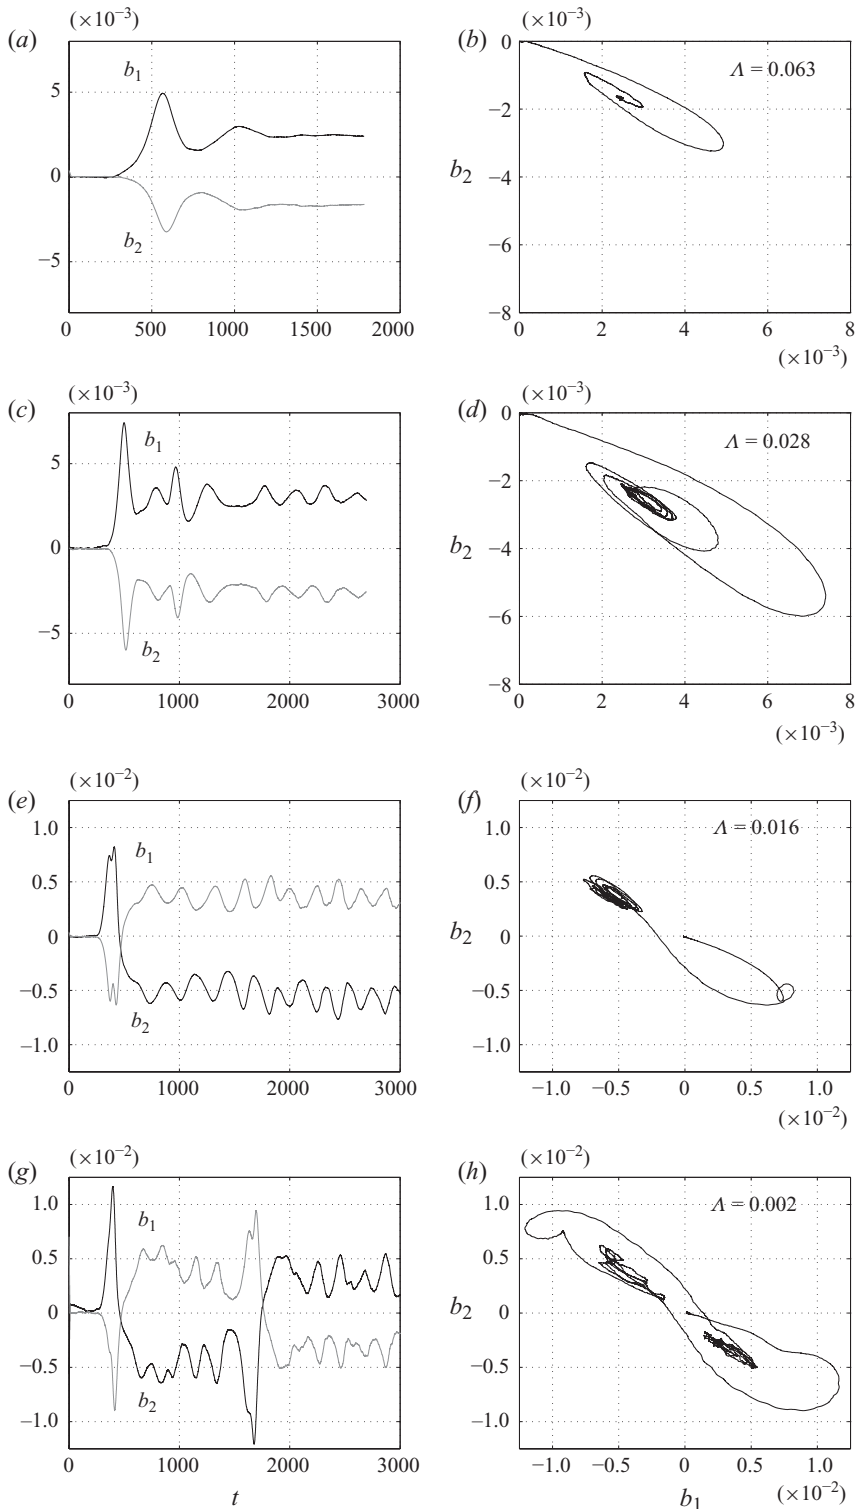 (×10⁻³)
(a)
b₁
5
0
b₂
−5
0 500 1000 1500 2000
(×10⁻³)
(b)
0
Λ = 0.063
−2
b₂
−4
−6
−8
0 2 4 6 8
(×10⁻³)
(×10⁻³)
(c)
b₁
5
0
−5
b₂
0 1000 2000 3000
(×10⁻³)
(d)
0
Λ = 0.028
−2
b₂
−4
−6
−8
0 2 4 6 8
(×10⁻³)
(×10⁻²)
(e)
1.0
b₁
0.5
0
−0.5
b₂
−1.0
0 1000 2000 3000
(×10⁻²)
(f)
1.0
Λ = 0.016
0.5
b₂
0
−0.5
−1.0
−1.0 −0.5 0 0.5 1.0
(×10⁻²)
(×10⁻²)
(g)
1.0
b₁
0.5
0
−0.5
b₂
−1.0
0 1000 2000 3000
t
(×10⁻²)
(h)
1.0
Λ = 0.002
0.5
b₂
0
−0.5
−1.0
−1.0 −0.5 0 0.5 1.0
b₁
(×10⁻²)